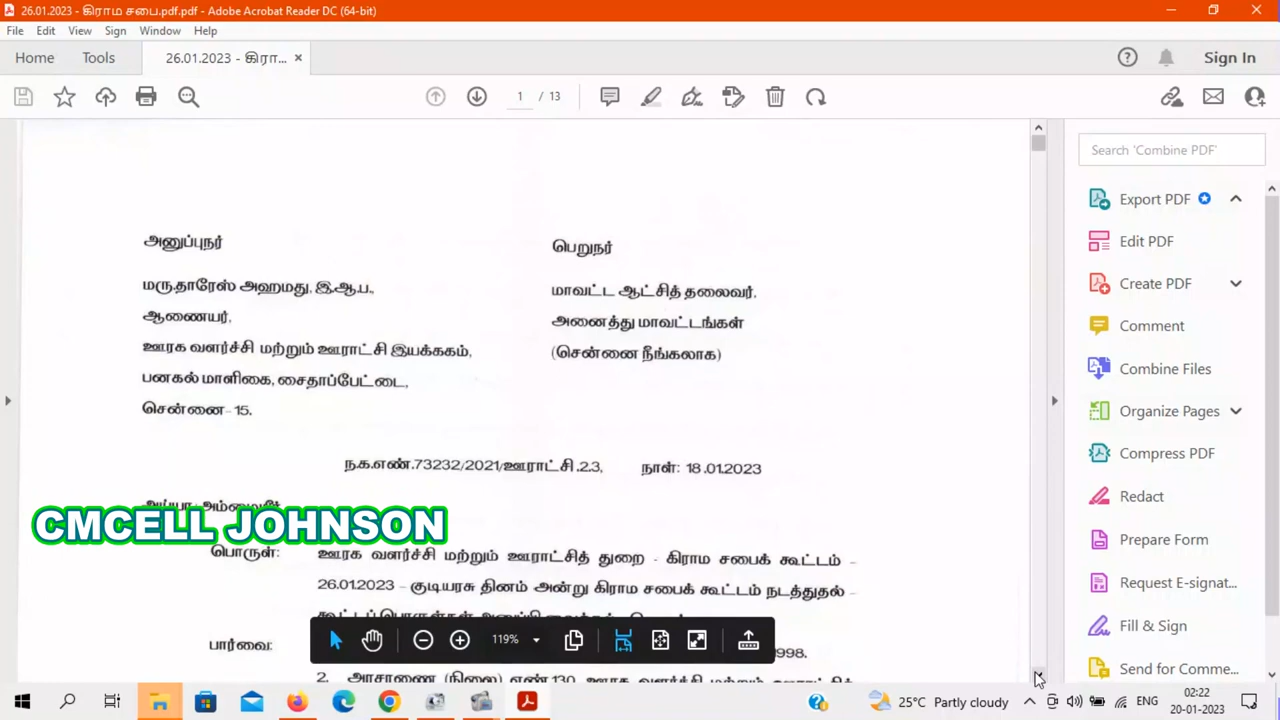 26.01.2023 - கிராம சபை.pdf.pdf - Adobe Acrobat Reader DC (64-bit)
File Edit View Sign Window Help
Home Tools 26.01.2023 - கிரா... × Sign In
1 / 13
Search 'Combine PDF'
Export PDF
Edit PDF
Create PDF
Comment
Combine Files
Organize Pages
Compress PDF
Redact
Prepare Form
Request E-signat...
Fill & Sign
Send for Comme...
அனுப்புநர்
மரு.தாரேஸ் அஹமது, இ.ஆ.ப.,
ஆணையர்,
ஊரக வளர்ச்சி மற்றும் ஊராட்சி இயக்ககம்,
பனகல் மாளிகை, சைதாப்பேட்டை,
சென்னை– 15.
பெறுநர்
மாவட்ட ஆட்சித் தலைவர்,
அனைத்து மாவட்டங்கள்
(சென்னை நீங்கலாக)
ந.க.எண்.73232/2021/ஊராட்சி.2.3, நாள்: 18.01.2023
CMCELL JOHNSON
பொருள்: ஊரக வளர்ச்சி மற்றும் ஊராட்சித் துறை – கிராம சபைக் கூட்டம் –
26.01.2023 – குடியரசு தினம் அன்று கிராம சபைக் கூட்டம் நடத்துதல் –
பார்வை: 998.
2. அரசாணை (நிலை) எண்.130
119%
25°C Partly cloudy ENG 02:22
20-01-2023